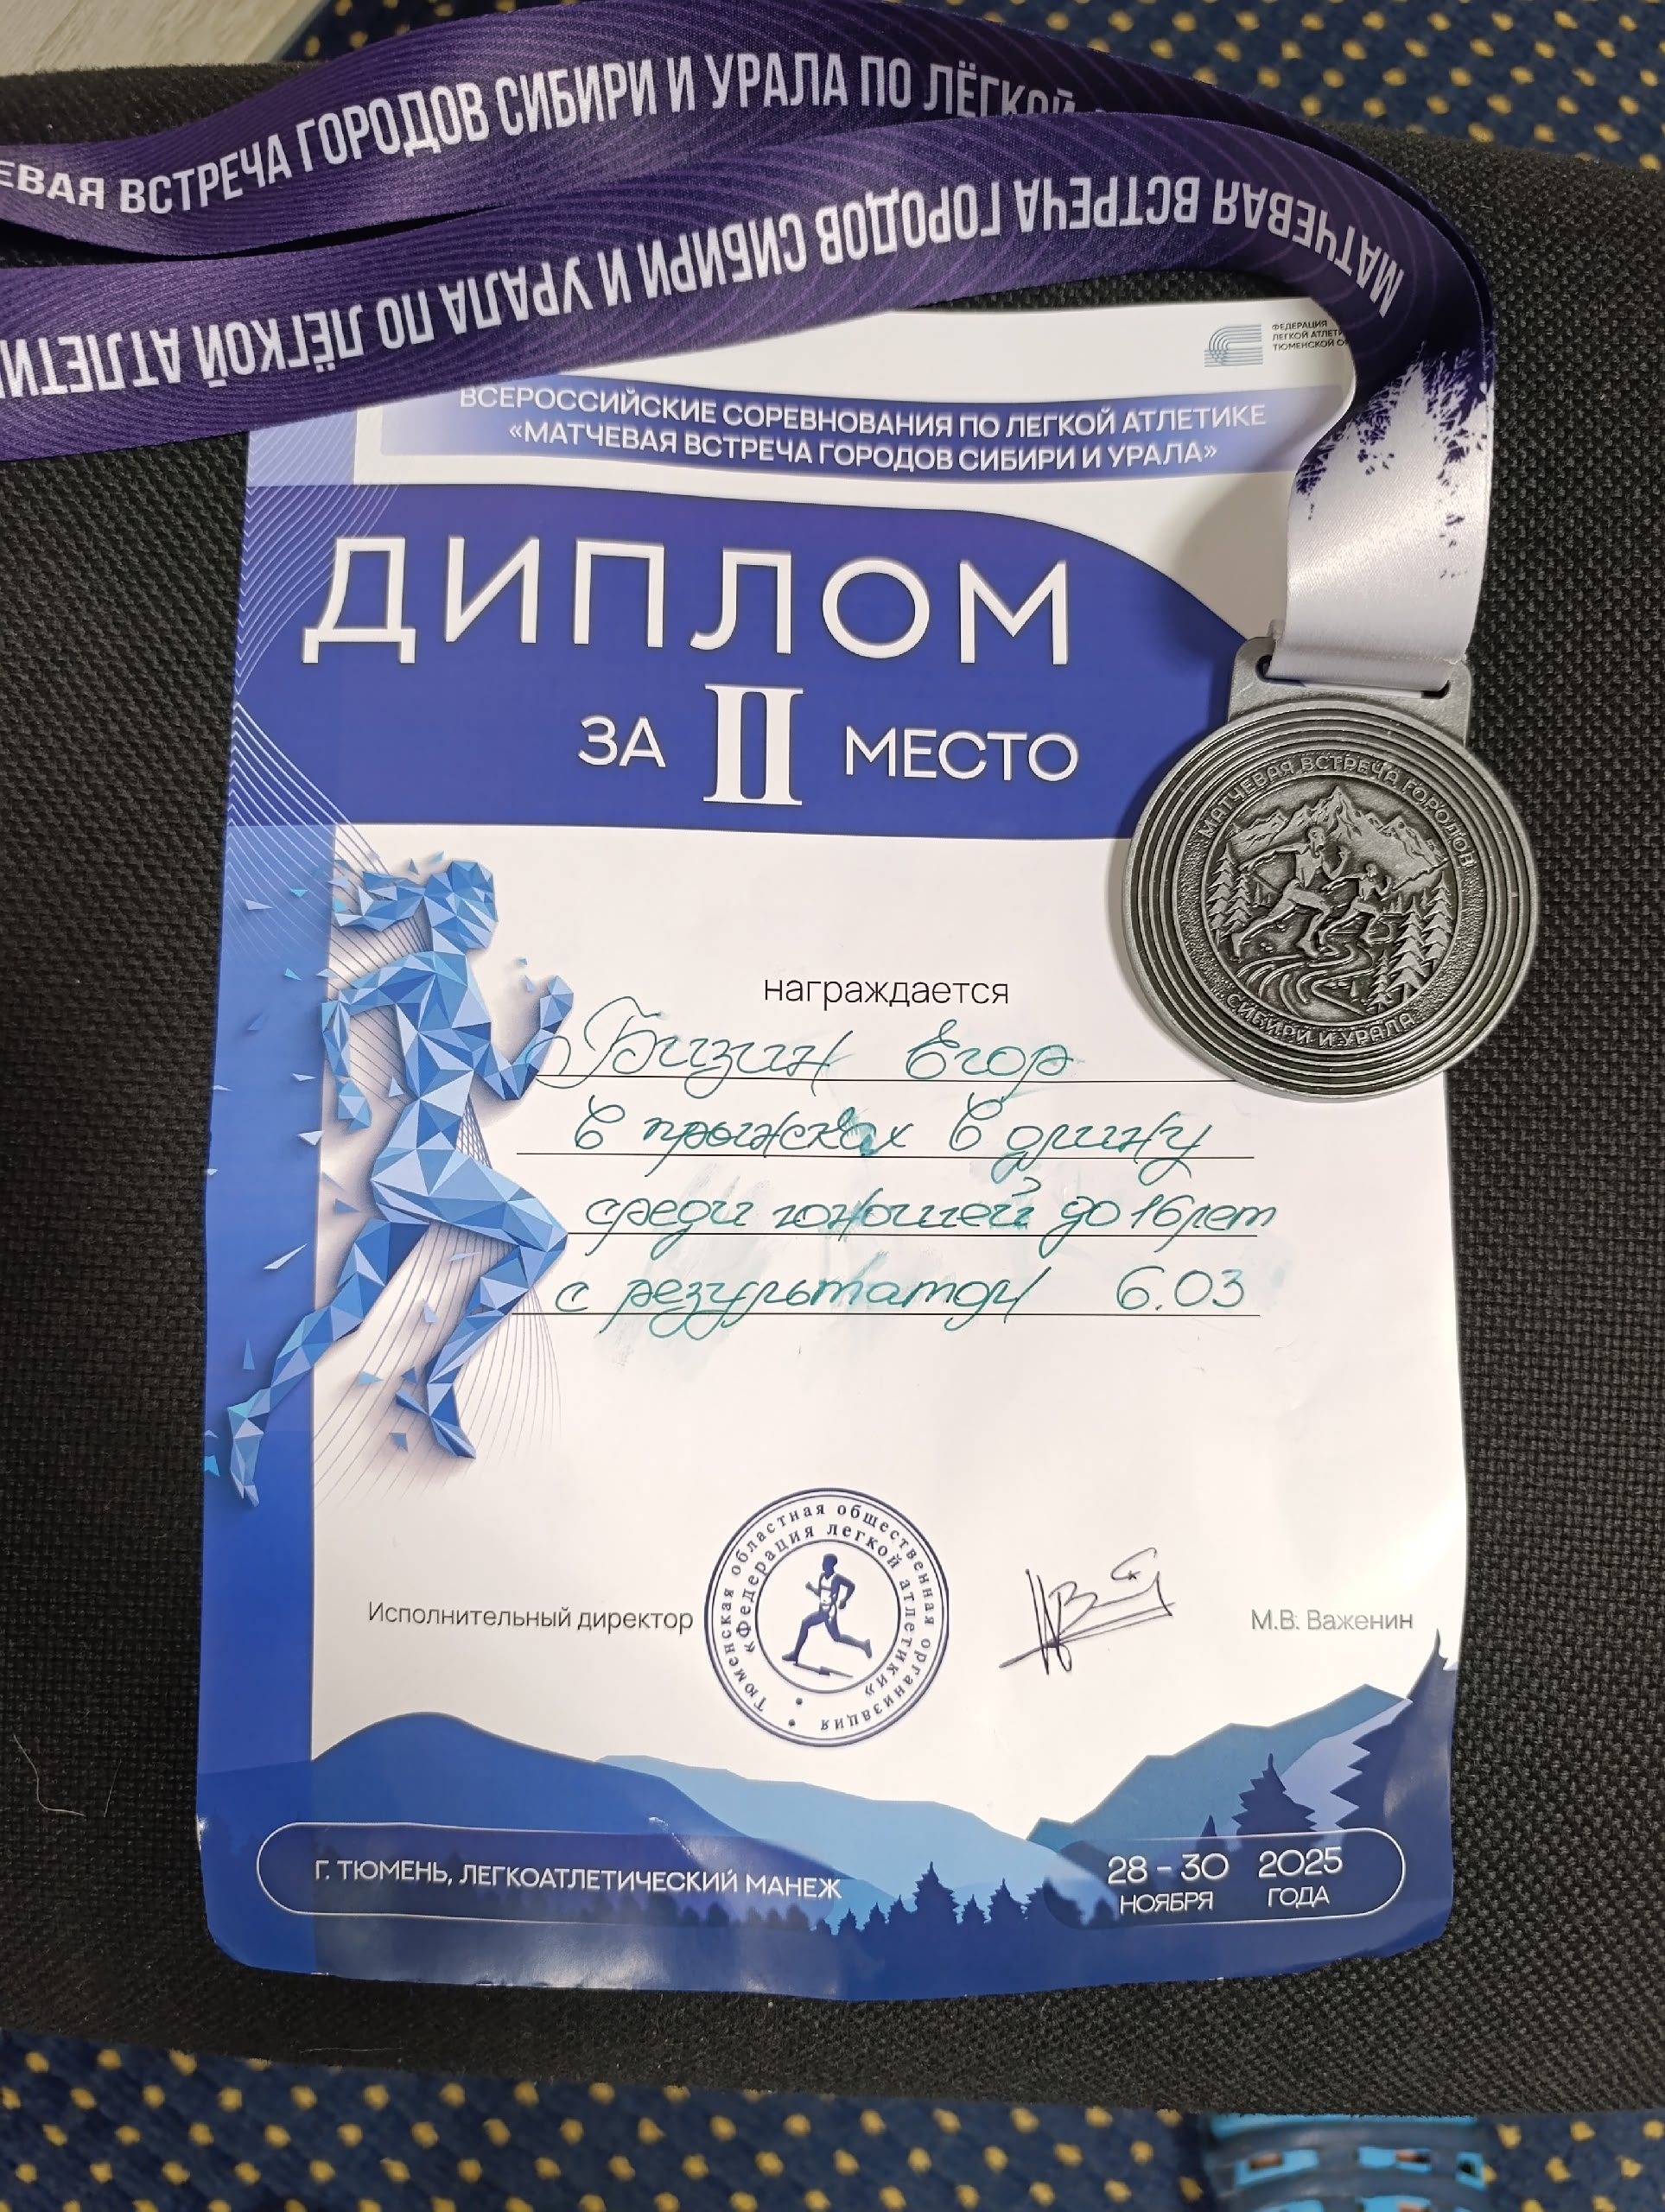 ЕВАЯ ВСТРЕЧА ГОРОДОВ СИБИРИ И УРАЛА ПО ЛЁГКОЙ
МАТЧЕВАЯ ВСТРЕЧА ГОРОДОВ СИБИРИ И УРАЛА ПО ЛЁГКОЙ АТЛЕТИ
ФЕДЕРАЦИЯ
ЛЕГКОЙ АТЛЕТИ
ТЮМЕНСКОЙ О
ВСЕРОССИЙСКИЕ СОРЕВНОВАНИЯ ПО ЛЕГКОЙ АТЛЕТИКЕ
«МАТЧЕВАЯ ВСТРЕЧА ГОРОДОВ СИБИРИ И УРАЛА»
ДИПЛОМ
ЗА II МЕСТО
МАТЧЕВАЯ ВСТРЕЧА ГОРОДОВ
СИБИРИ И УРАЛА
награждается
Бизин Егор
в прыжках в длину
среди юношей до 16 лет
с результатом 6.03
Тюменская областная общественная организация
«Федерация легкой атлетики»
Исполнительный директор
М.В. Важенин
Г. ТЮМЕНЬ, ЛЕГКОАТЛЕТИЧЕСКИЙ МАНЕЖ
28 - 30 2025
НОЯБРЯ ГОДА